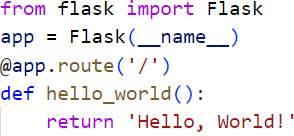 from flask import Flask
app = Flask(__name__)
@app.route('/')
def hello_world():
    return 'Hello, World!'